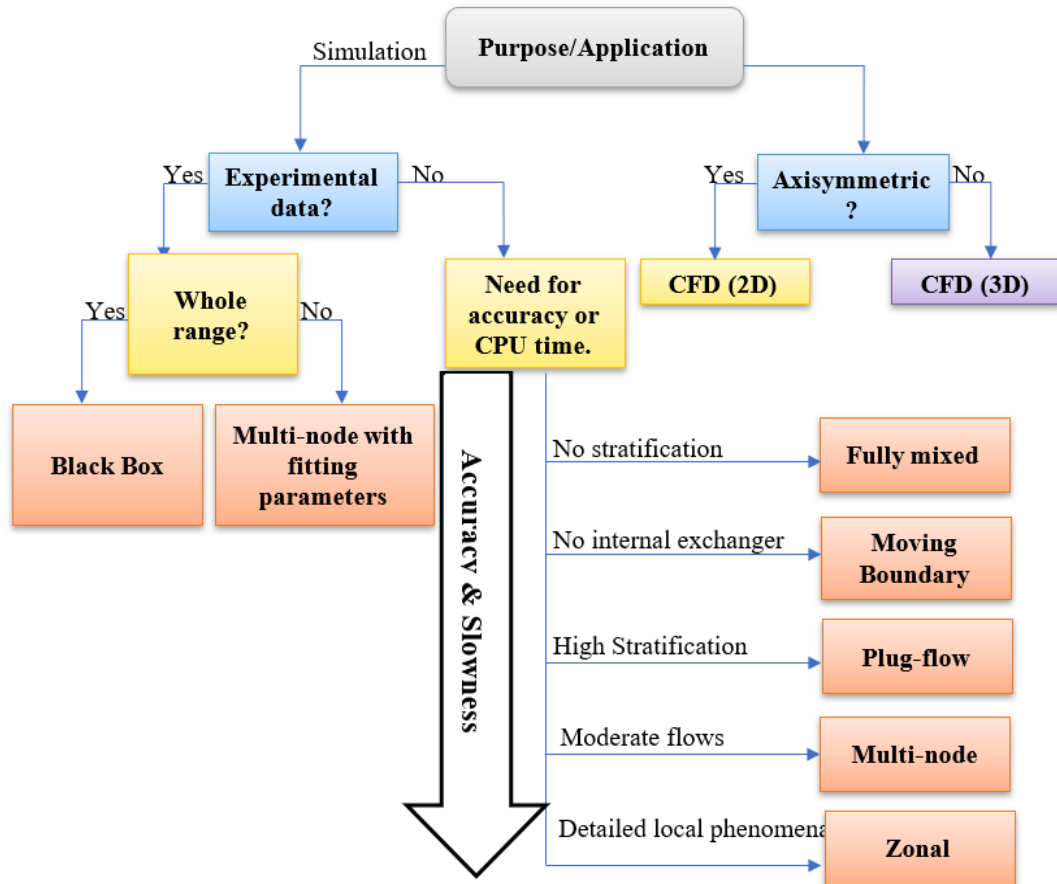 Purpose/Application
Simulation
Yes
Experimental
data?
No
Yes
Axisymmetric
?
No
Yes
Whole
range?
No
Need for
accuracy or
CPU time.
CFD (2D)
CFD (3D)
Black Box
Multi-node with
fitting
parameters
Accuracy & Slowness
No stratification
Fully mixed
No internal exchanger
Moving
Boundary
High Stratification
Plug-flow
Moderate flows
Multi-node
Detailed local phenomena
Zonal